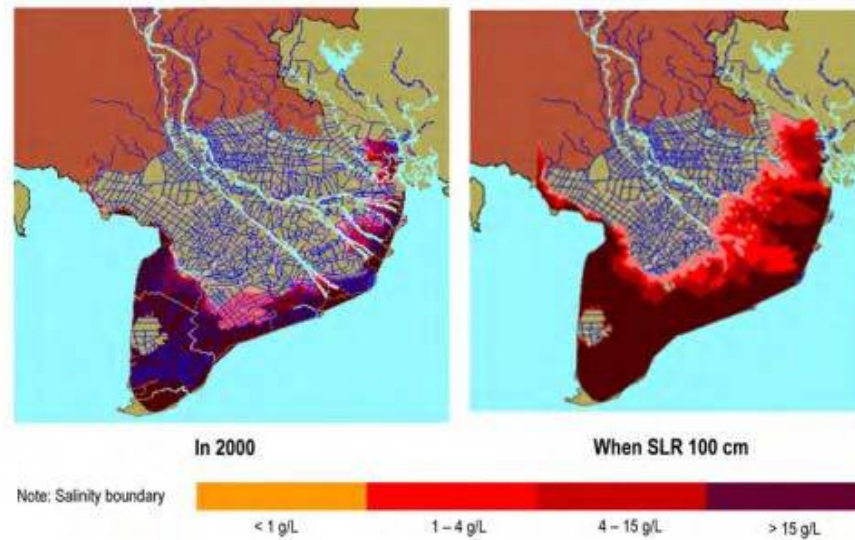 In 2000
When SLR 100 cm
Note: Salinity boundary
< 1 g/L
1 – 4 g/L
4 – 15 g/L
> 15 g/L